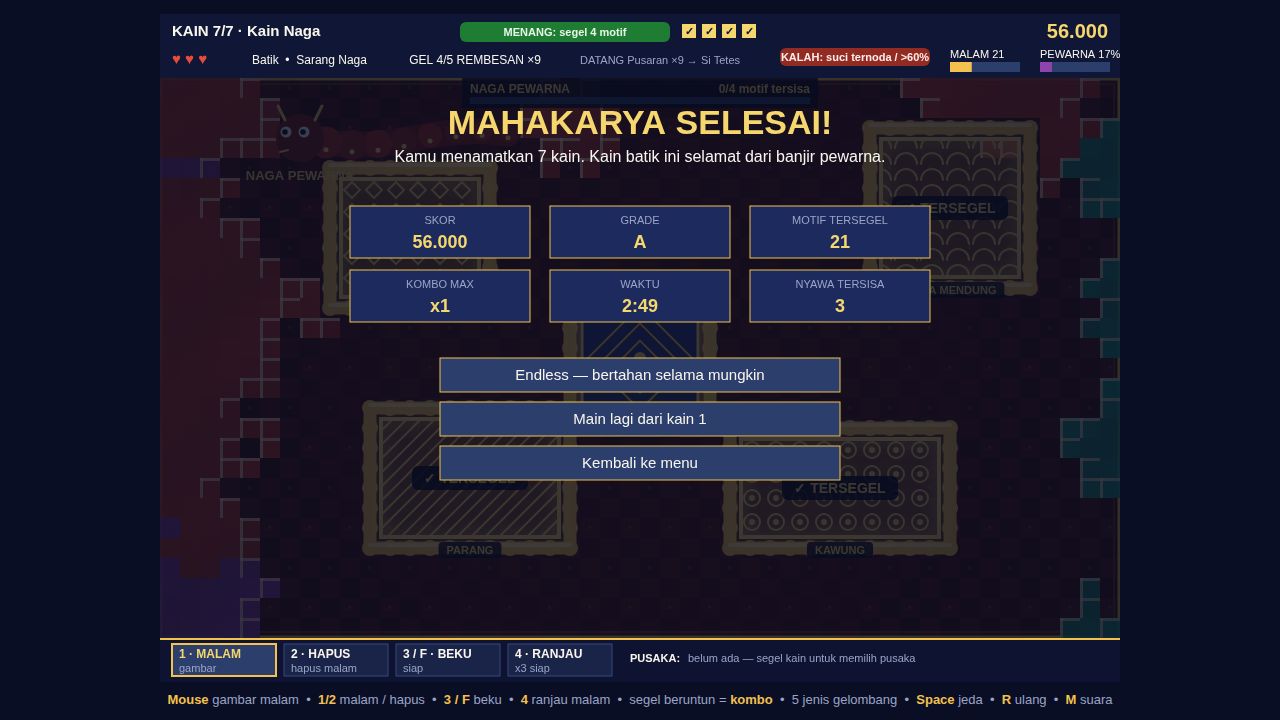 KAIN 7/7 · Kain Naga
MENANG: segel 4 motif
✓ ✓ ✓ ✓
56.000
♥ ♥ ♥
Batik • Sarang Naga
GEL 4/5 REMBESAN ×9
DATANG Pusaran ×9 → Si Tetes
KALAH: suci ternoda / >60%
MALAM 21
PEWARNA 17%
NAGA PEWARNA
0/4 motif tersisa
MAHAKARYA SELESAI!
Kamu menamatkan 7 kain. Kain batik ini selamat dari banjir pewarna.
NAGA PEWARNA
✓ TERSEGEL
SKOR
56.000
GRADE
A
MOTIF TERSEGEL
21
MENDUNG
KOMBO MAX
x1
WAKTU
2:49
NYAWA TERSISA
3
Endless — bertahan selama mungkin
Main lagi dari kain 1
Kembali ke menu
✓ TERSEGEL
✓ TERSEGEL
PARANG
KAWUNG
1 · MALAM
gambar
2 · HAPUS
hapus malam
3 / F · BEKU
siap
4 · RANJAU
x3 siap
PUSAKA: belum ada — segel kain untuk memilih pusaka
Mouse gambar malam • 1/2 malam / hapus • 3 / F beku • 4 ranjau malam • segel beruntun = kombo • 5 jenis gelombang • Space jeda • R ulang • M suara